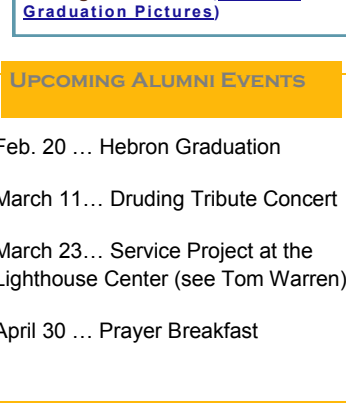 Graduation Pictures)
UPCOMING ALUMNI EVENTS
Feb. 20 … Hebron Graduation
March 11… Druding Tribute Concert
March 23… Service Project at the
Lighthouse Center (see Tom Warren)
April 30 … Prayer Breakfast